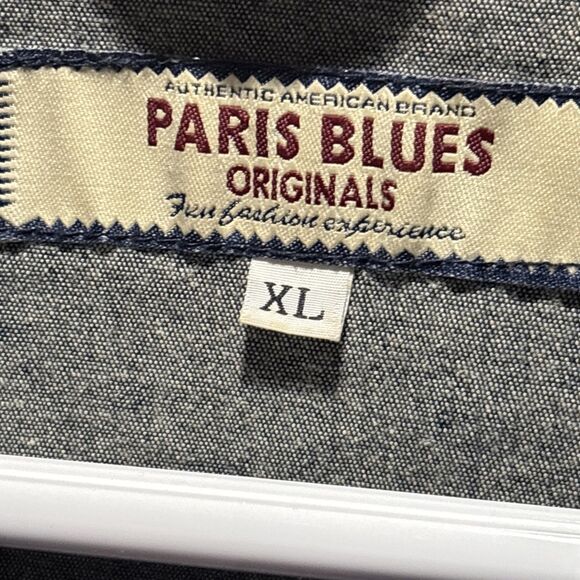 AUTHENTIC AMERICAN BRAND
PARIS BLUES
ORIGINALS
Fun fashion experience
XL